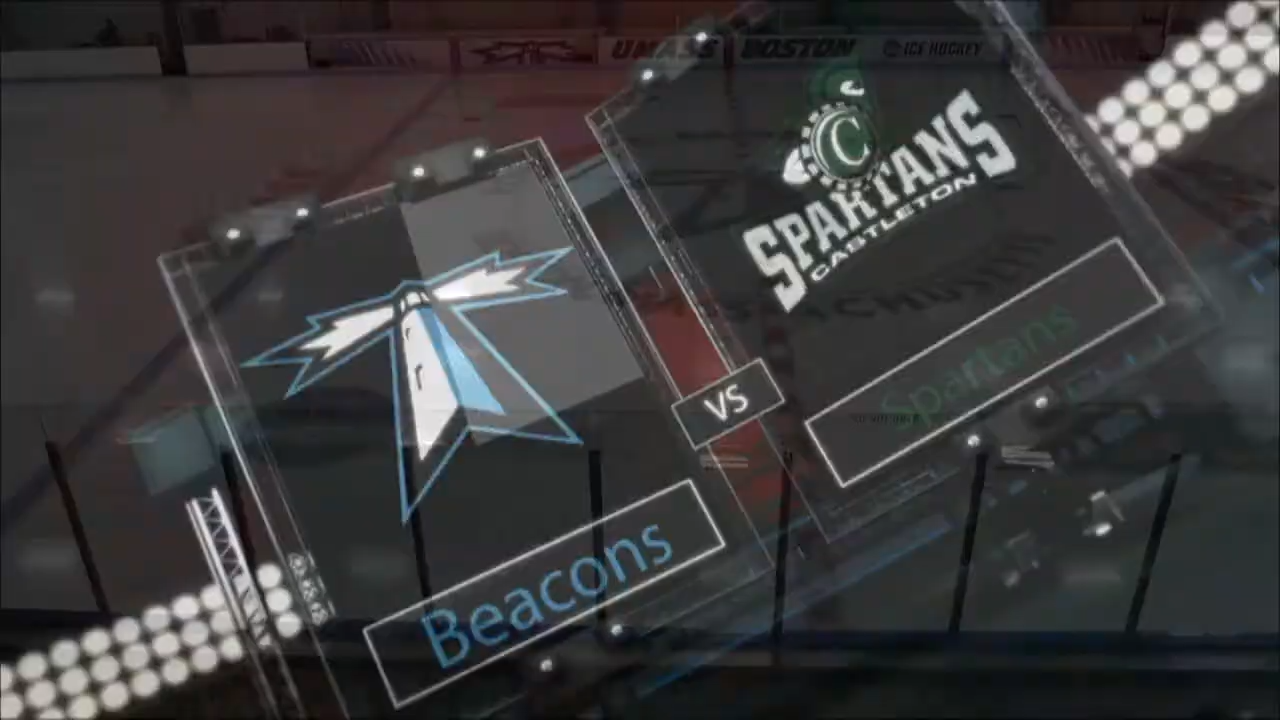 UMASS BOSTON ICE HOCKEY
C
SPARTANS
CASTLETON
Spartans
VS
Beacons